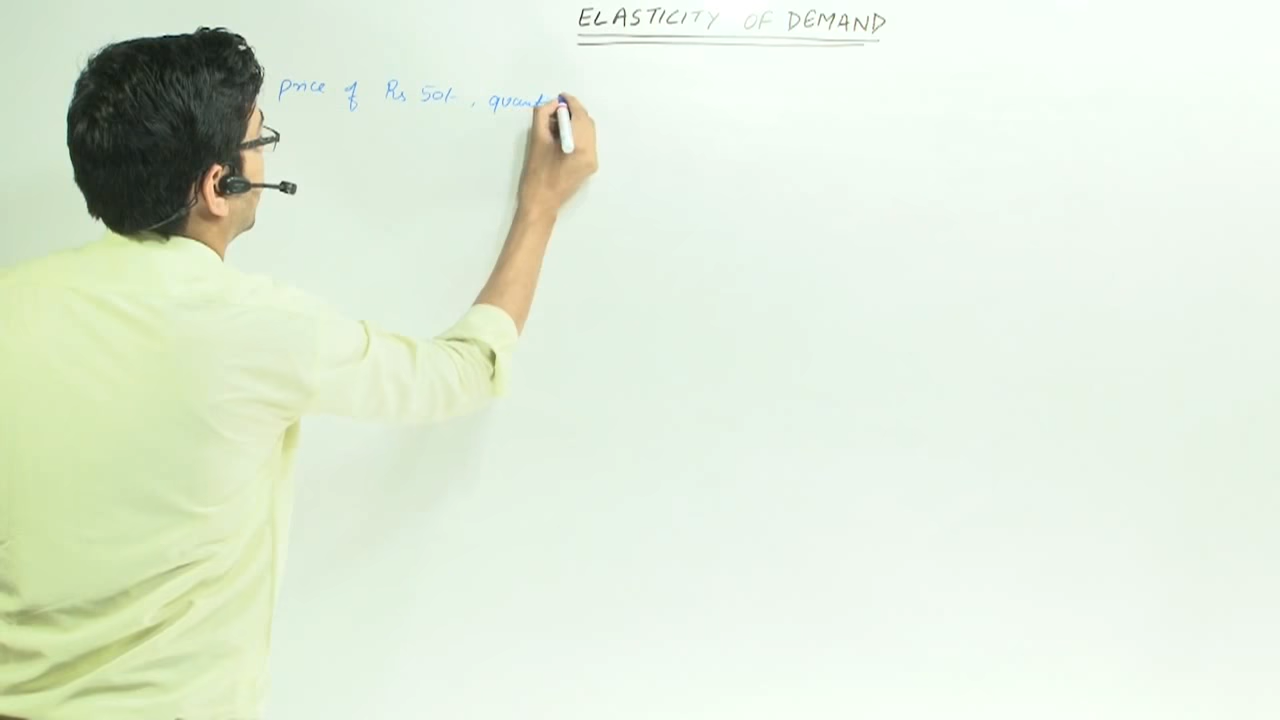 ELASTICITY OF DEMAND
price of Rs 50/- , quant